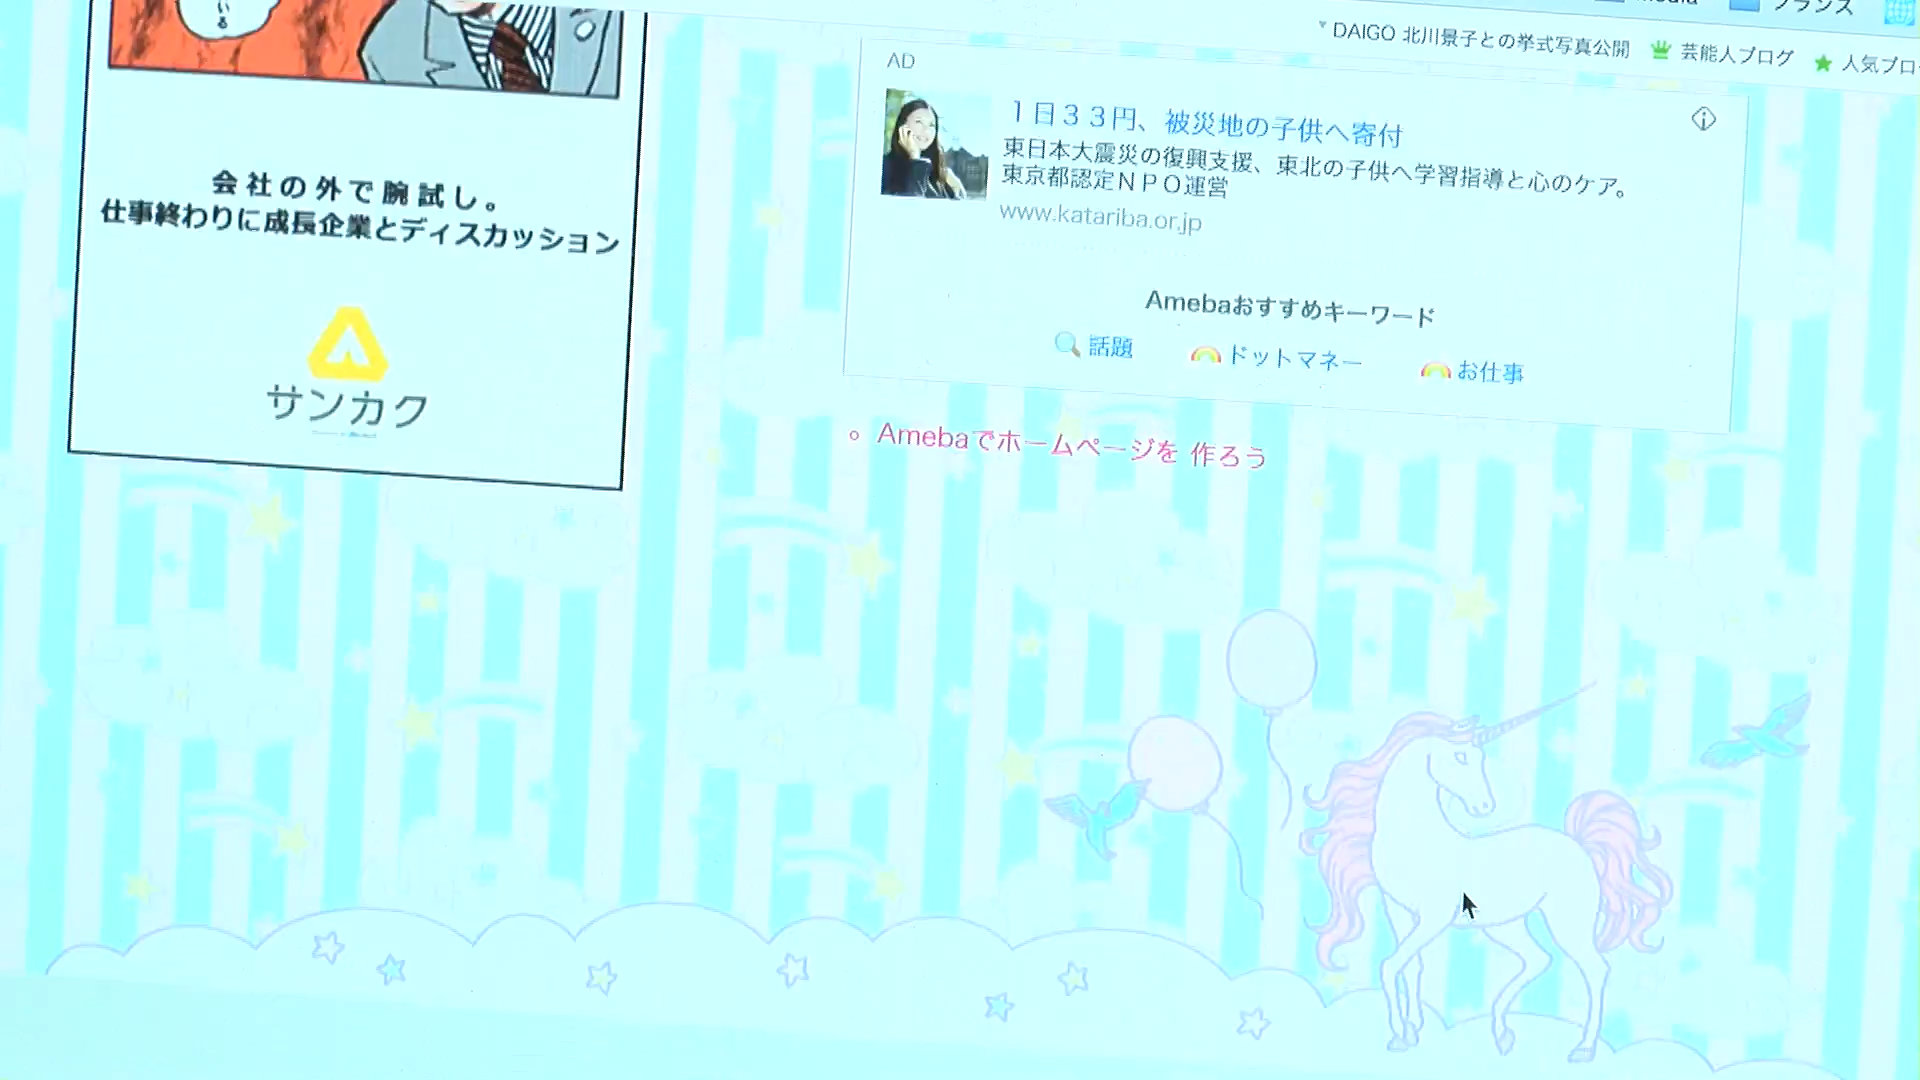 いる
media
フランス
DAIGO 北川景子との挙式写真公開
芸能人ブログ
人気ブロ
AD
1日33円、被災地の子供へ寄付
東日本大震災の復興支援、東北の子供へ学習指導と心のケア。
東京都認定NPO運営
www.katariba.or.jp
会社の外で腕試し。
仕事終わりに成長企業とディスカッション
サンカク
Amebaおすすめキーワード
話題
ドットマネー
お仕事
Amebaでホームページを 作ろう